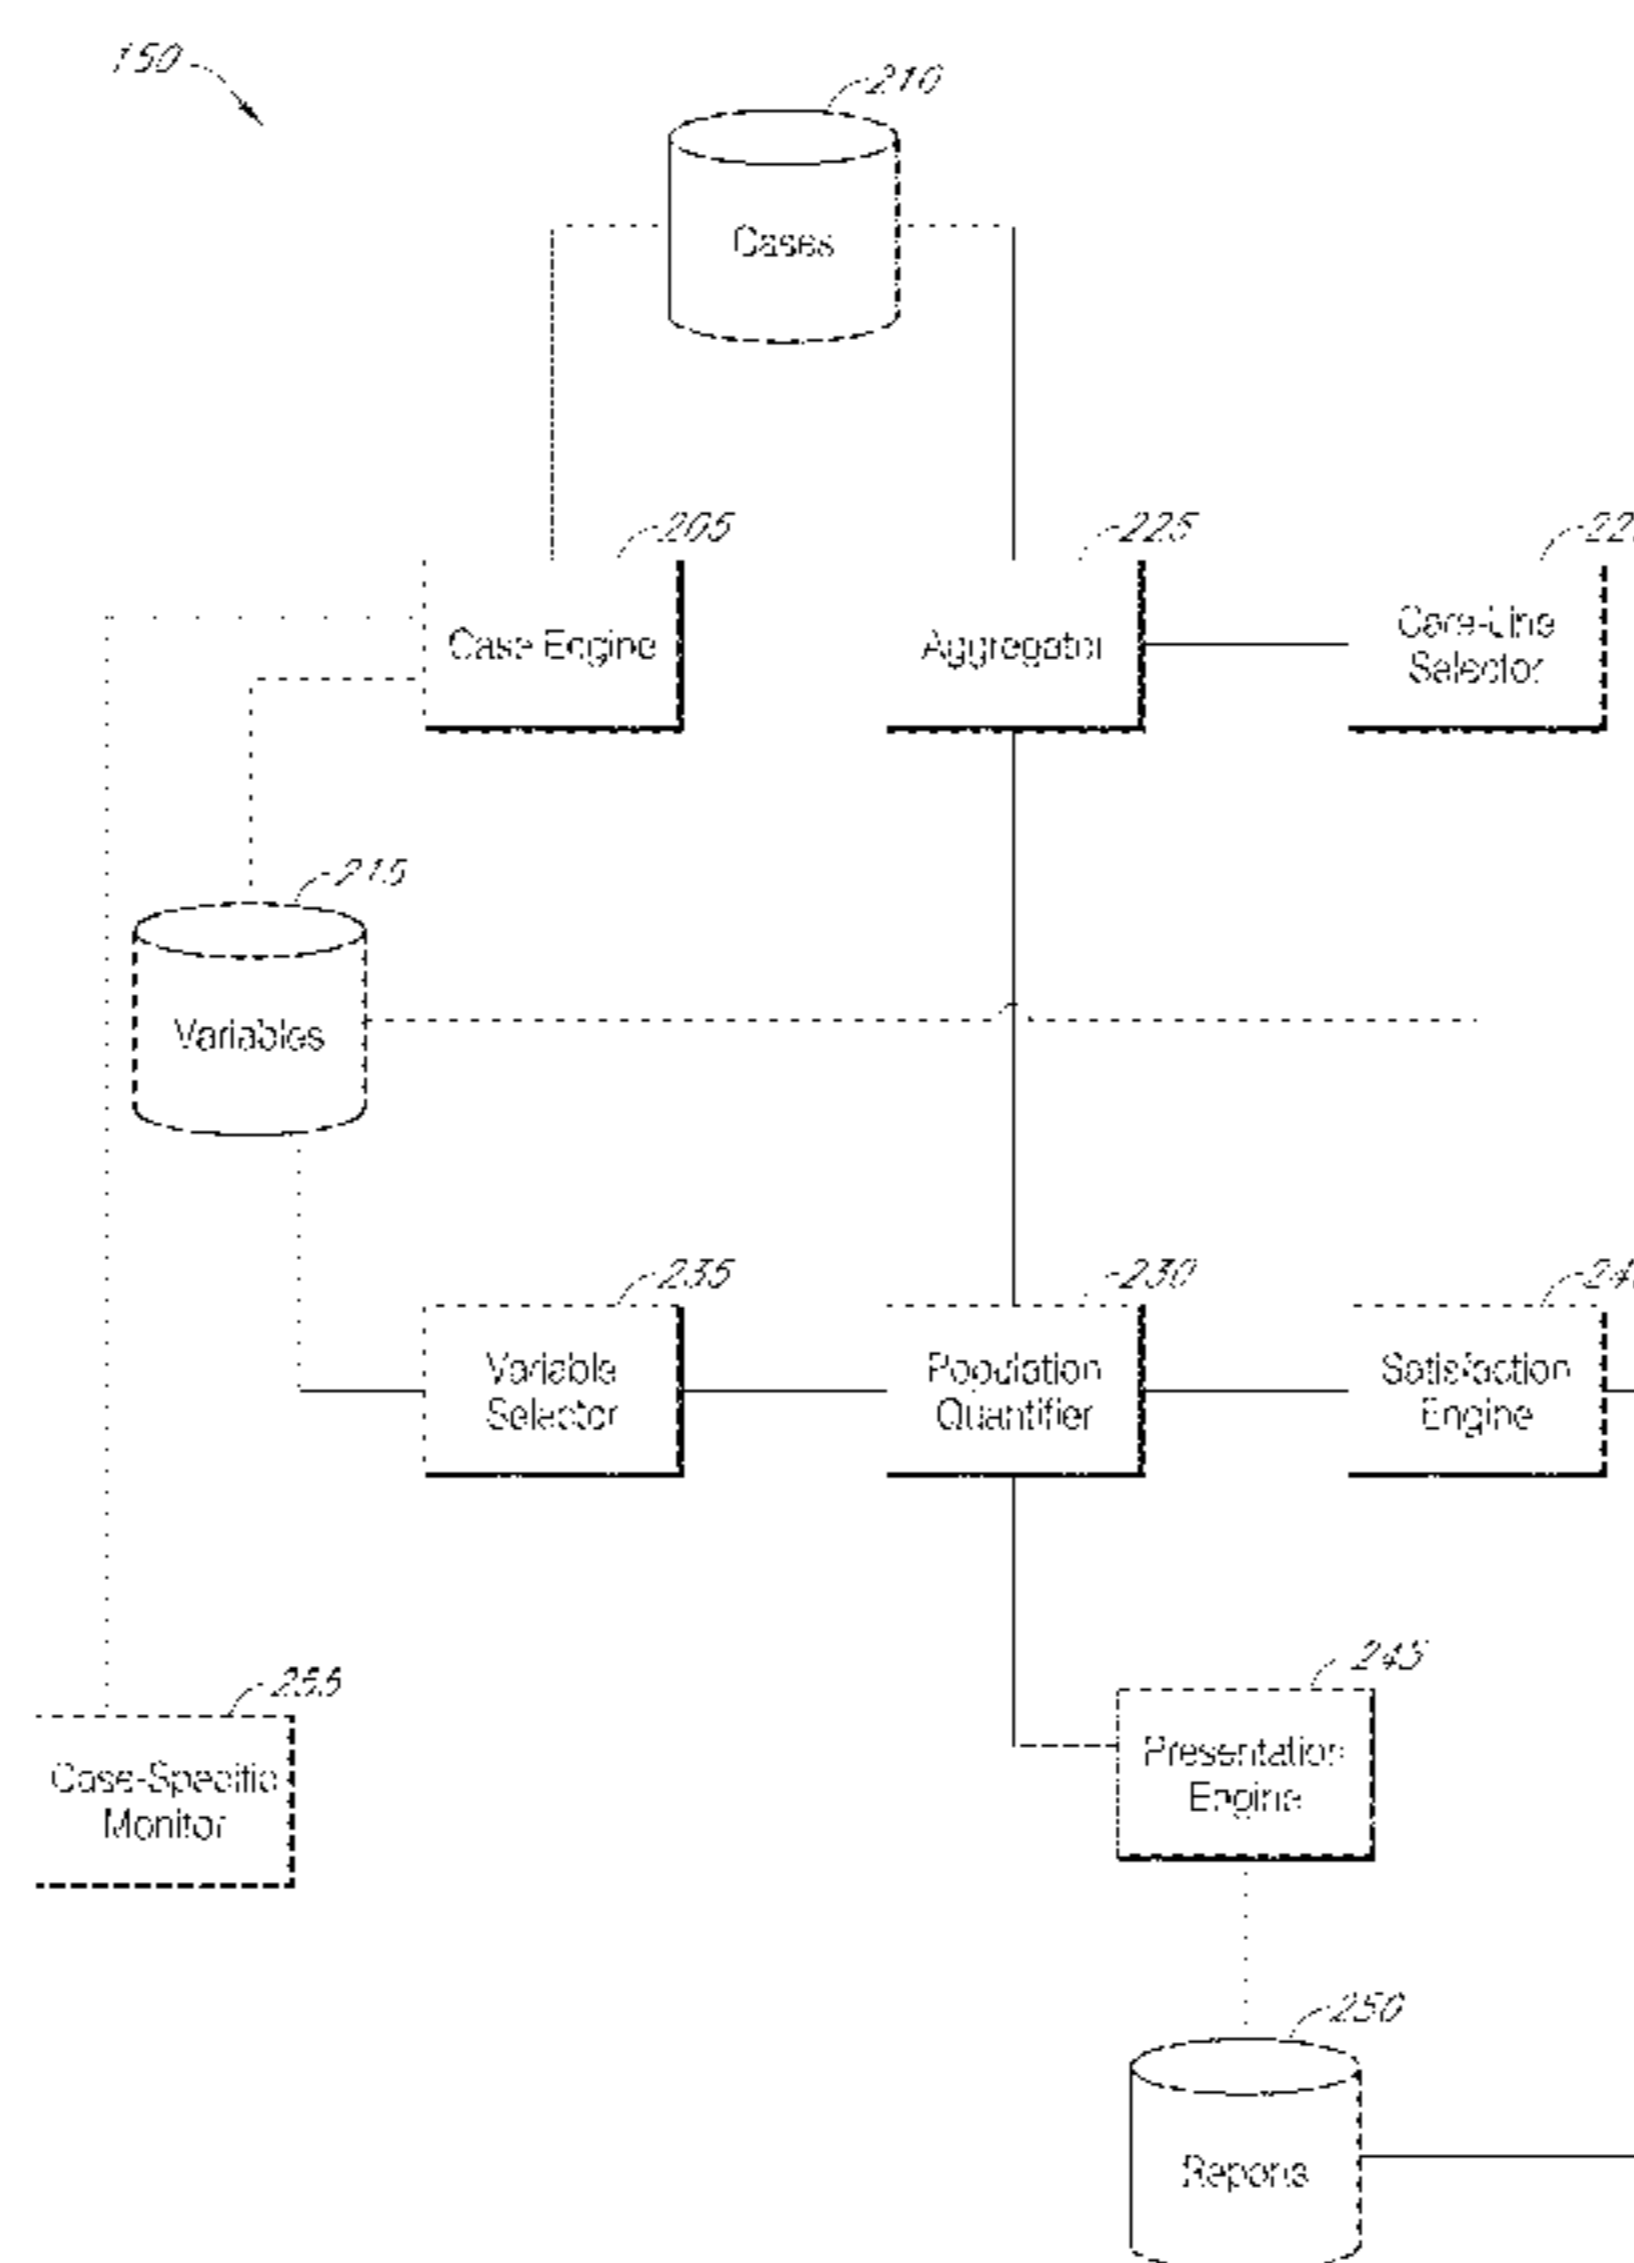 150
210
Cases
205
225
Case Engine
Aggregator
Care-Line
Selector
215
Variables
235
230
Variable
Selector
Population
Quantifier
Satisfaction
Engine
245
255
Presentation
Engine
Case-Specific
Monitor
250
Reports